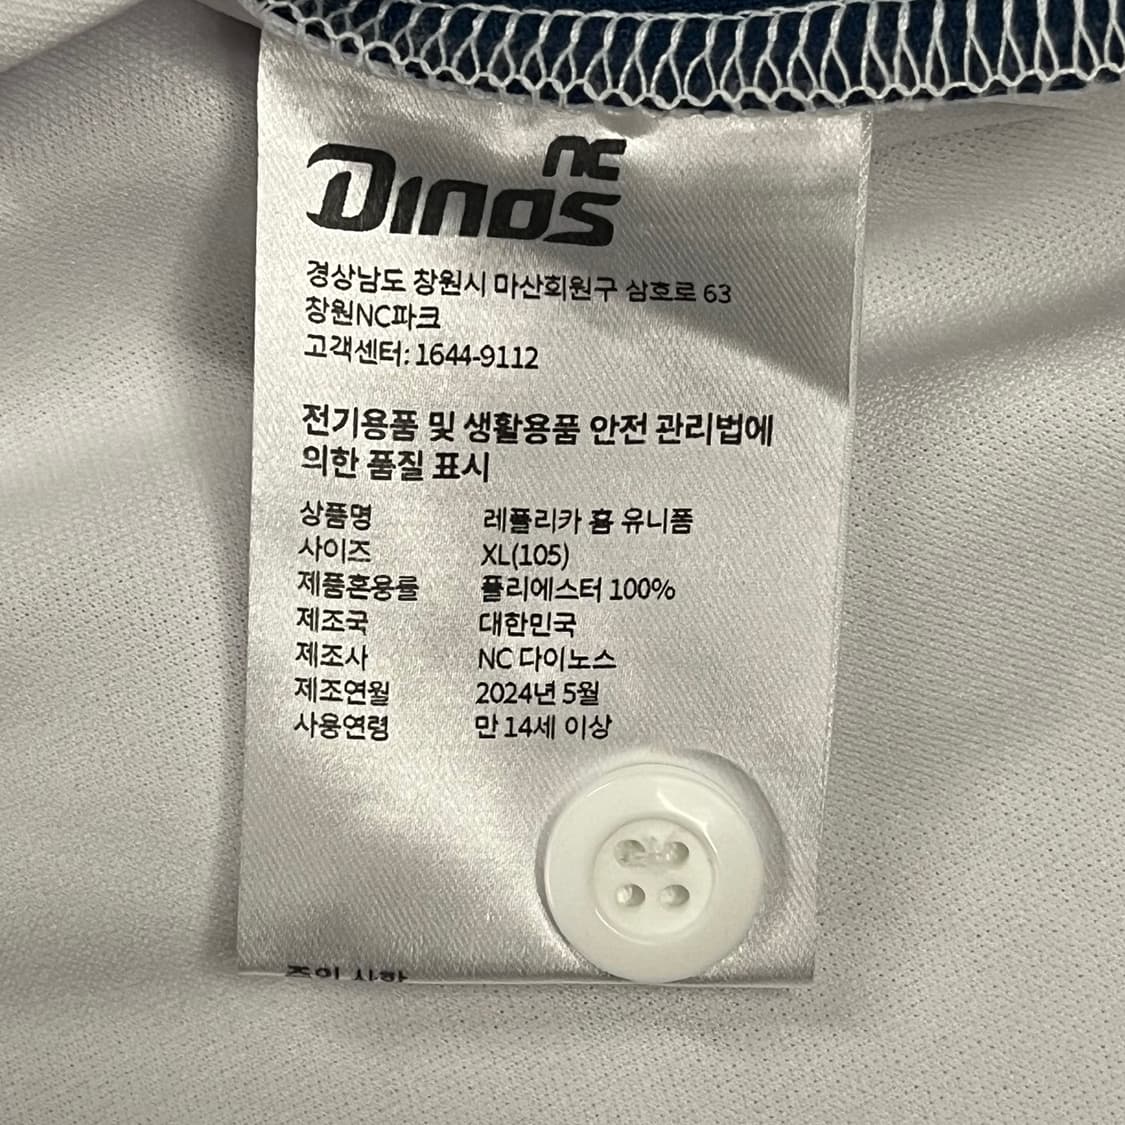 NC
DINOS
경상남도 창원시 마산회원구 삼호로 63
창원NC파크
고객센터: 1644-9112
전기용품 및 생활용품 안전 관리법에
의한 품질 표시
상품명 레플리카 홈 유니폼
사이즈 XL(105)
제품혼용률 폴리에스터 100%
제조국 대한민국
제조사 NC 다이노스
제조연월 2024년 5월
사용연령 만 14세 이상